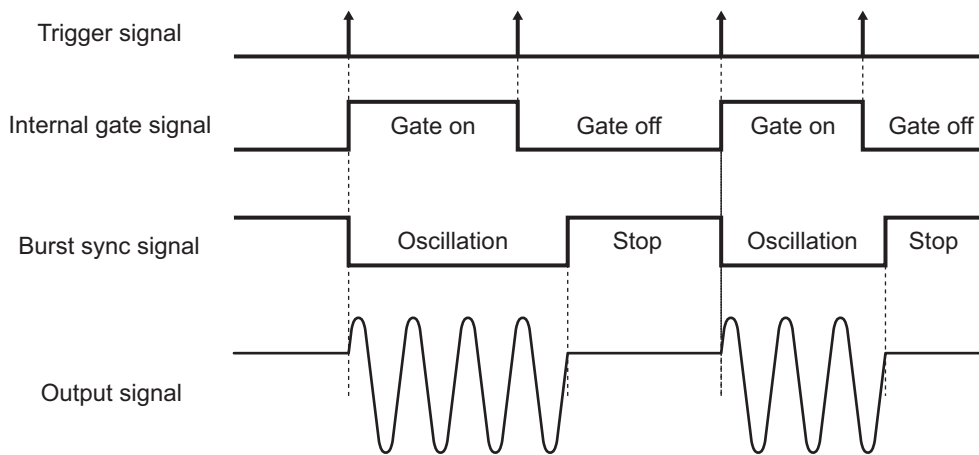 Trigger signal
Internal gate signal
Gate on
Gate off
Gate on
Gate off
Burst sync signal
Oscillation
Stop
Oscillation
Stop
Output signal